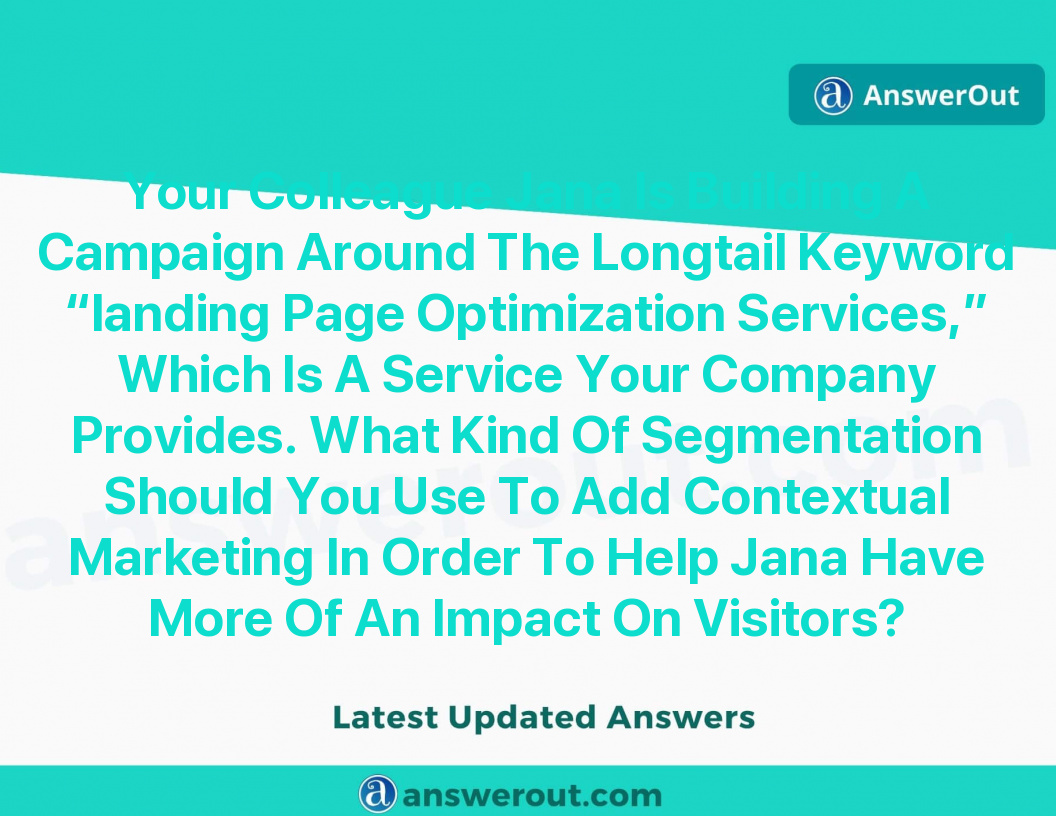 AnswerOut
Your Colleague Jana Is Building A
Campaign Around The Longtail Keyword
“landing Page Optimization Services,”
Which Is A Service Your Company
Provides. What Kind Of Segmentation
Should You Use To Add Contextual
Marketing In Order To Help Jana Have
More Of An Impact On Visitors?
answerout.com
Latest Updated Answers
answerout.com